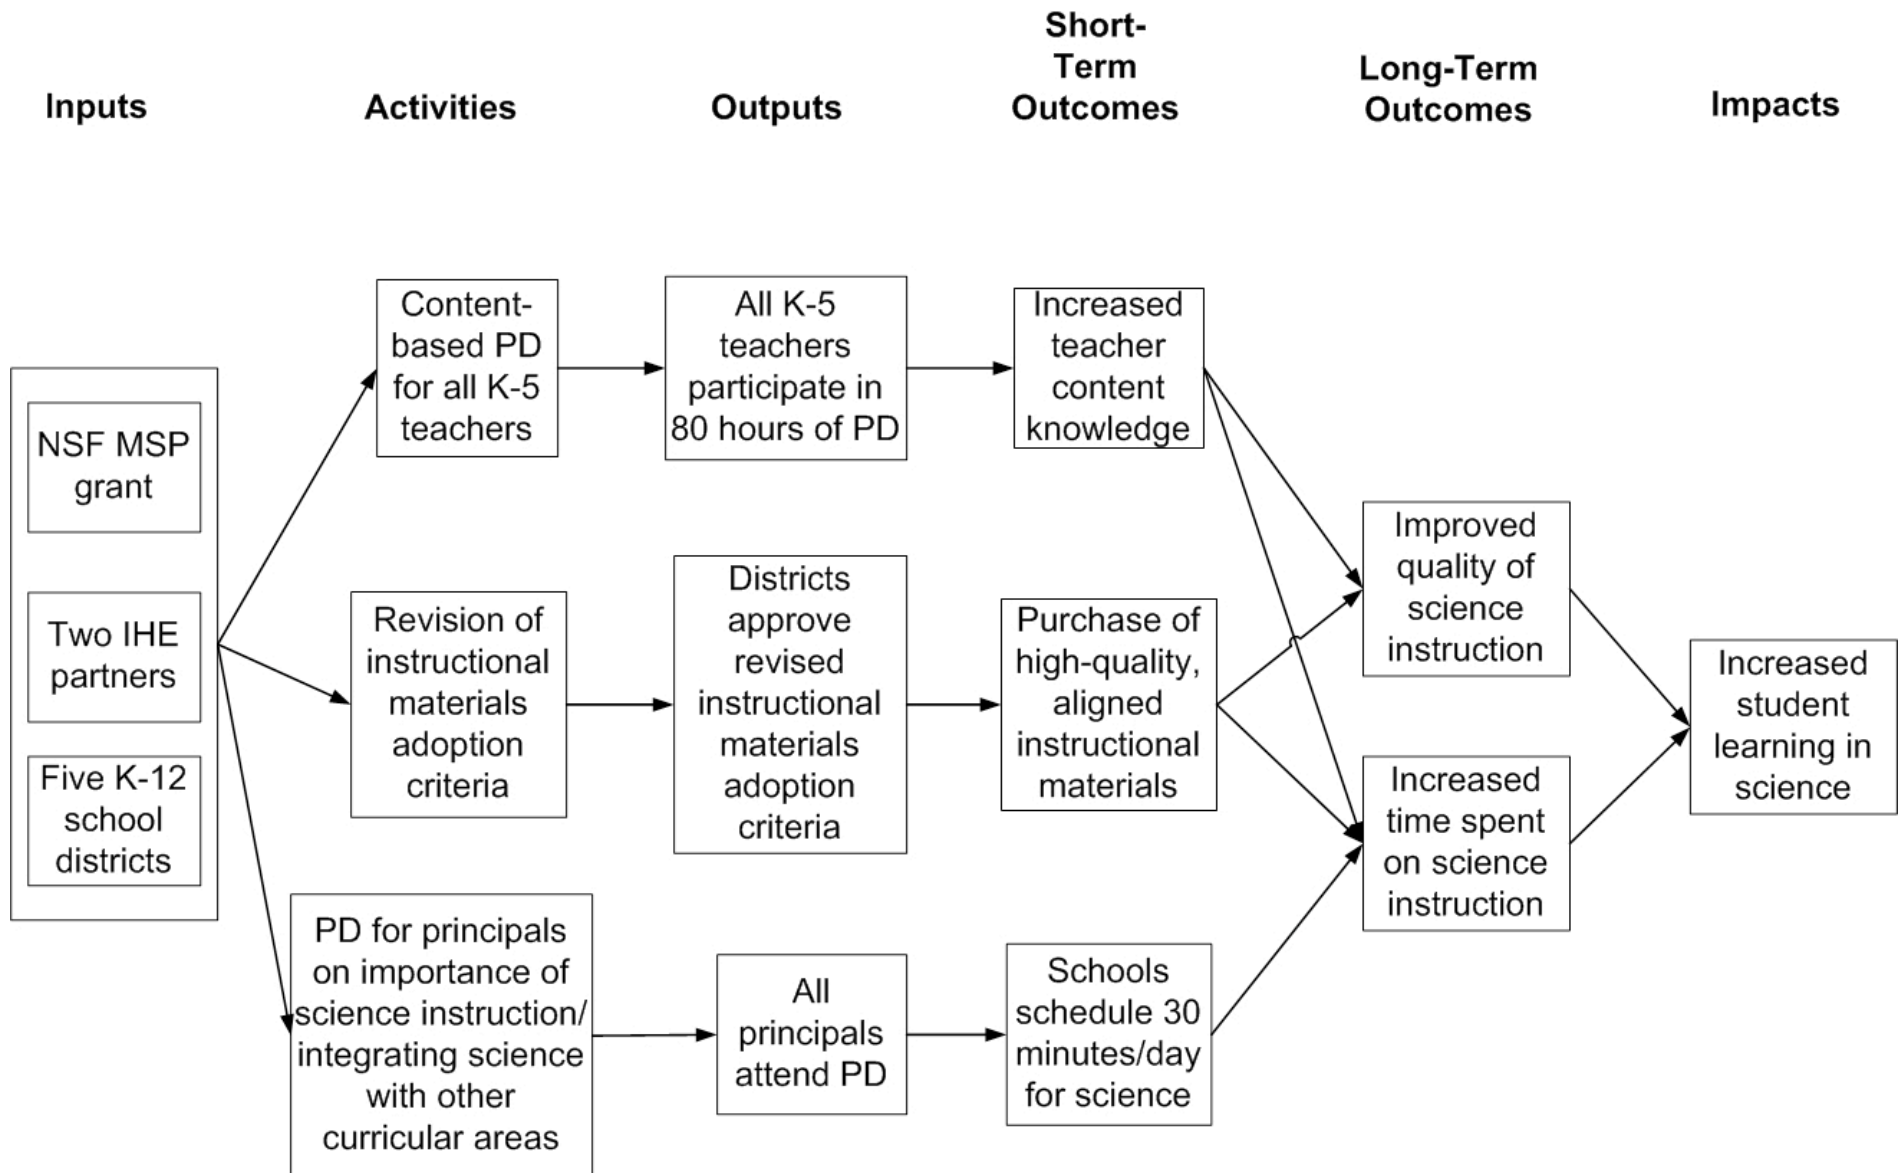 Inputs
Activities
Outputs
Short-
Term
Outcomes
Long-Term
Outcomes
Impacts
NSF MSP
grant
Two IHE
partners
Five K-12
school
districts
Content-
based PD
for all K-5
teachers
Revision of
instructional
materials
adoption
criteria
PD for principals
on importance of
science instruction/
integrating science
with other
curricular areas
All K-5
teachers
participate in
80 hours of PD
Districts
approve
revised
instructional
materials
adoption
criteria
All
principals
attend PD
Increased
teacher
content
knowledge
Purchase of
high-quality,
aligned
instructional
materials
Schools
schedule 30
minutes/day
for science
Improved
quality of
science
instruction
Increased
time spent
on science
instruction
Increased
student
learning in
science